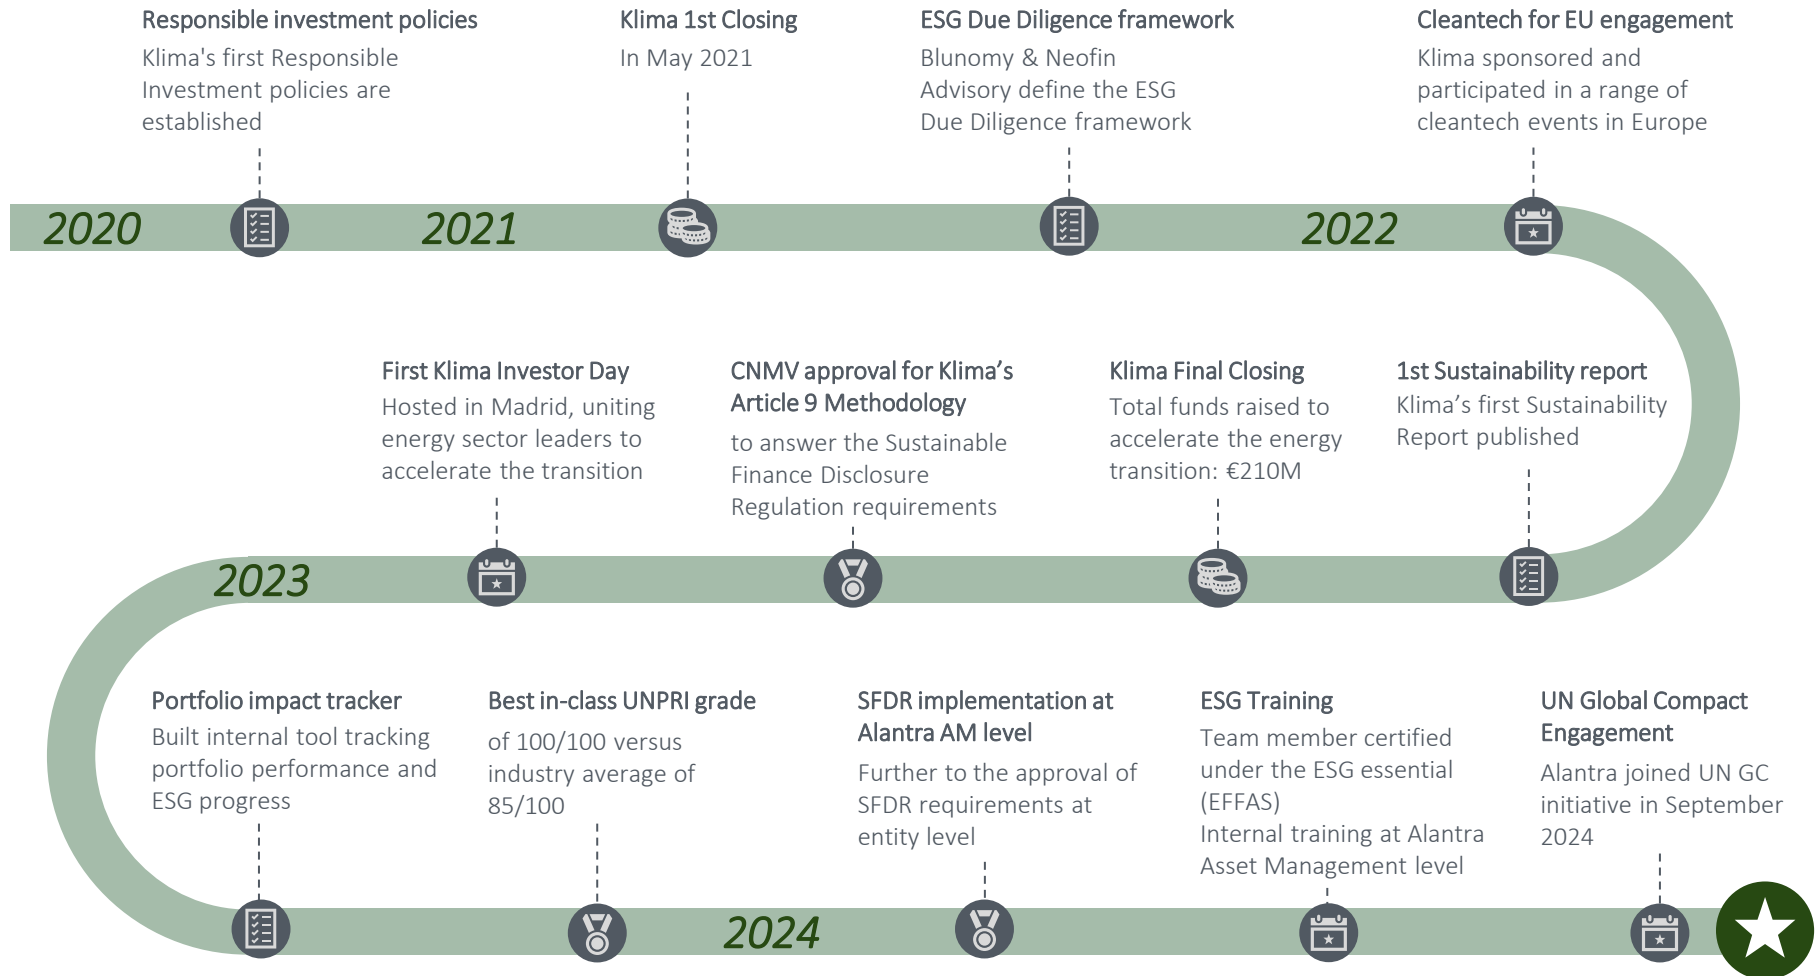 Responsible investment policies
Klima's first Responsible
Investment policies are
established
Klima 1st Closing
In May 2021
ESG Due Diligence framework
Blunomy & Neofin
Advisory define the ESG
Due Diligence framework
Cleantech for EU engagement
Klima sponsored and
participated in a range of
cleantech events in Europe
2020
2021
2022
First Klima Investor Day
Hosted in Madrid, uniting
energy sector leaders to
accelerate the transition
CNMV approval for Klima’s
Article 9 Methodology
to answer the Sustainable
Finance Disclosure
Regulation requirements
Klima Final Closing
Total funds raised to
accelerate the energy
transition: €210M
1st Sustainability report
Klima’s first Sustainability
Report published
2023
Portfolio impact tracker
Built internal tool tracking
portfolio performance and
ESG progress
Best in-class UNPRI grade
of 100/100 versus
industry average of
85/100
SFDR implementation at
Alantra AM level
Further to the approval of
SFDR requirements at
entity level
ESG Training
Team member certified
under the ESG essential
(EFFAS)
Internal training at Alantra
Asset Management level
UN Global Compact
Engagement
Alantra joined UN GC
initiative in September
2024
2024